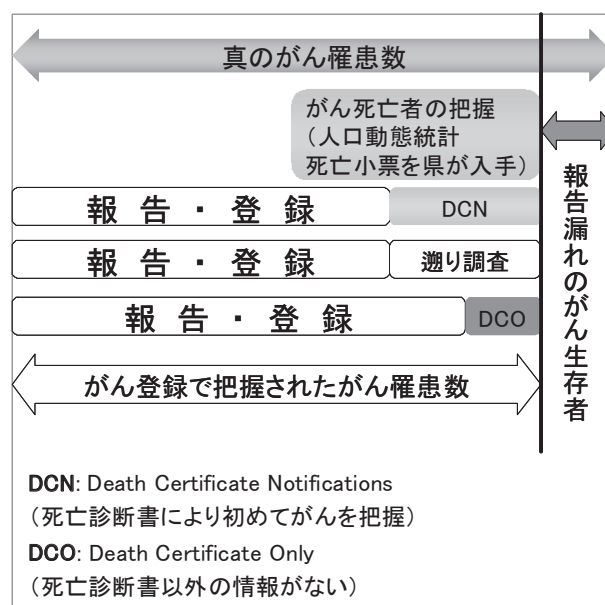 真のがん罹患数
がん死亡者の把握
（人口動態統計
死亡小票を県が入手）
報告・登録
DCN
報告・登録
遡り調査
報告・登録
DCO
がん登録で把握されたがん罹患数
報告漏れのがん生存者
DCN: Death Certificate Notifications
（死亡診断書により初めてがんを把握）
DCO: Death Certificate Only
（死亡診断書以外の情報がない）